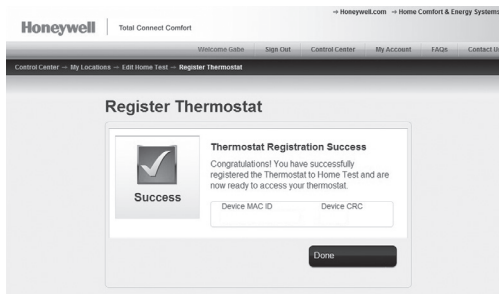 → Honeywell.com → Home Comfort & Energy Systems
Honeywell Total Connect Comfort
Welcome Gabe Sign Out Control Center My Account FAQs Contact U
Control Center → My Locations → Edit Home Test → Register Thermostat
Register Thermostat
Thermostat Registration Success
Congratulations! You have successfully
registered the Thermostat to Home Test and are
now ready to access your thermostat.
Success
Device MAC ID Device CRC
Done